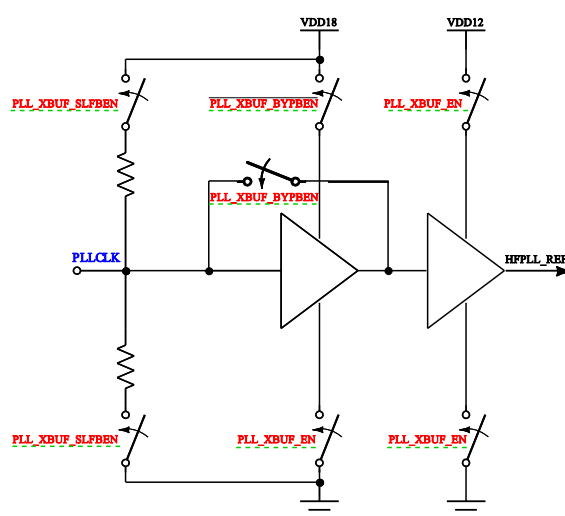 VDD18
VDD12
PLL_XBUF_SLFBEN
PLL_XBUF_BYPBEN
PLL_XBUF_EN
PLL_XBUF_BYPBEN
PLLCLK
HFPLL_REF
PLL_XBUF_SLFBEN
PLL_XBUF_EN
PLL_XBUF_EN